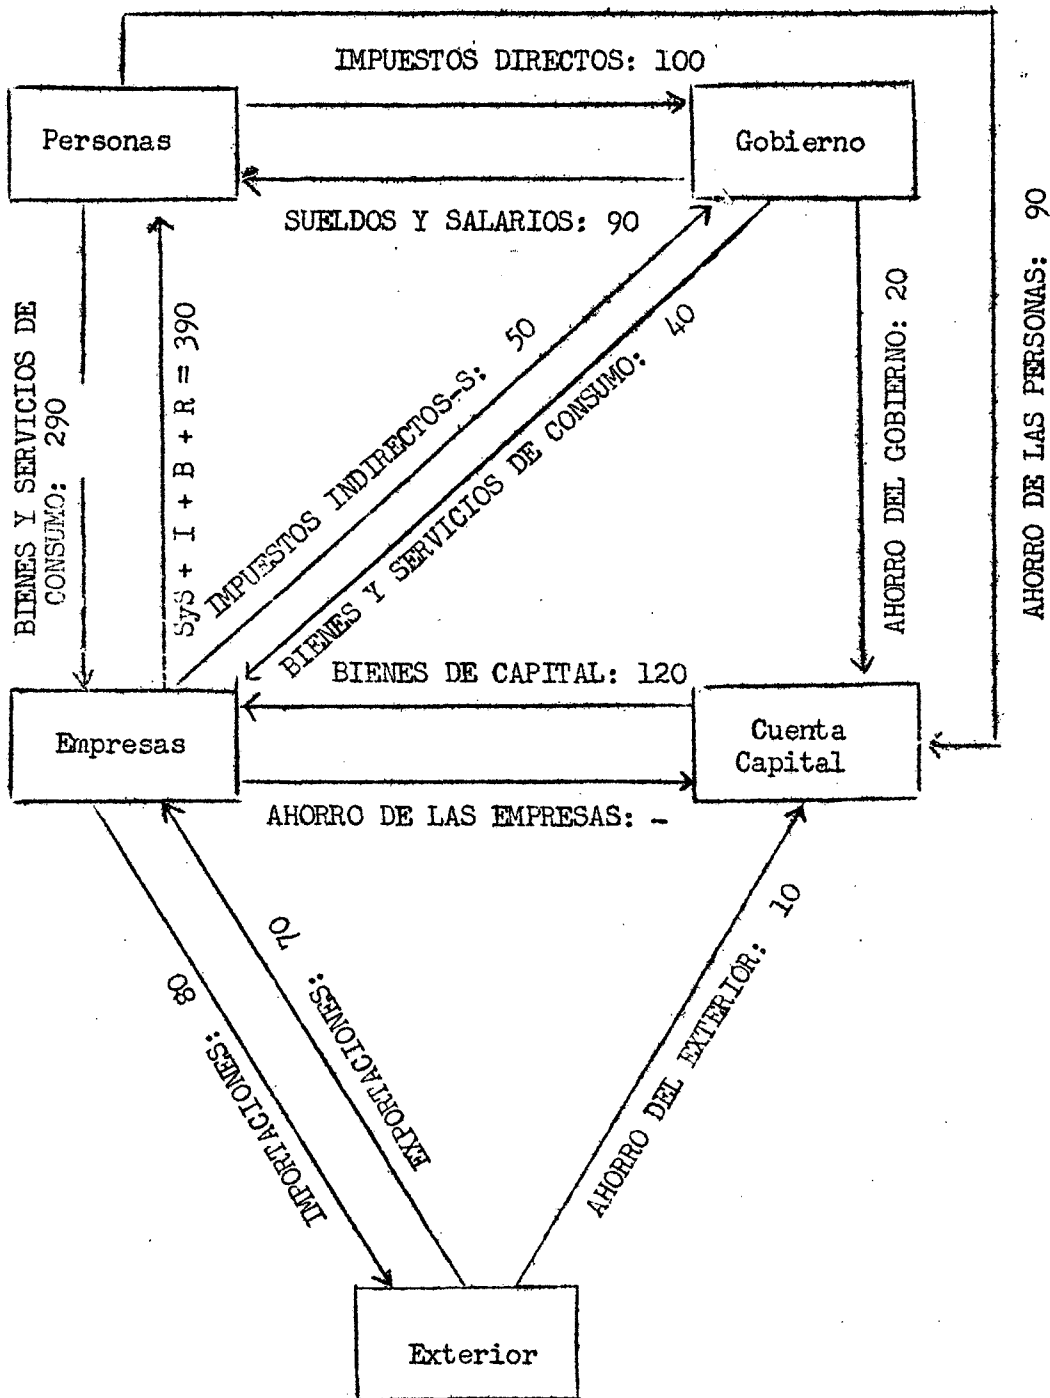 IMPUESTOS DIRECTOS: 100
Personas
Gobierno
SUELDOS Y SALARIOS: 90
BIENES Y SERVICIOS DE
CONSUMO: 290
SyS + I + B + R = 390
IMPUESTOS INDIRECTOS-S: 50
BIENES Y SERVICIOS DE CONSUMO: 40
AHORRO DEL GOBIERNO: 20
AHORRO DE LAS PERSONAS: 90
BIENES DE CAPITAL: 120
Empresas
Cuenta
Capital
AHORRO DE LAS EMPRESAS: -
IMPORTACIONES: 80
EXPORTACIONES: 70
AHORRO DEL EXTERIOR: 10
Exterior